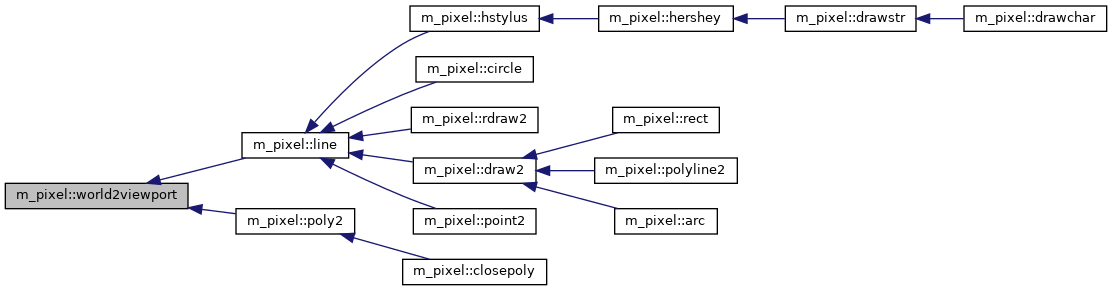 m_pixel::hstylus
m_pixel::hershey
m_pixel::drawstr
m_pixel::drawchar
m_pixel::circle
m_pixel::rdraw2
m_pixel::rect
m_pixel::line
m_pixel::draw2
m_pixel::polyline2
m_pixel::world2viewport
m_pixel::poly2
m_pixel::point2
m_pixel::arc
m_pixel::closepoly